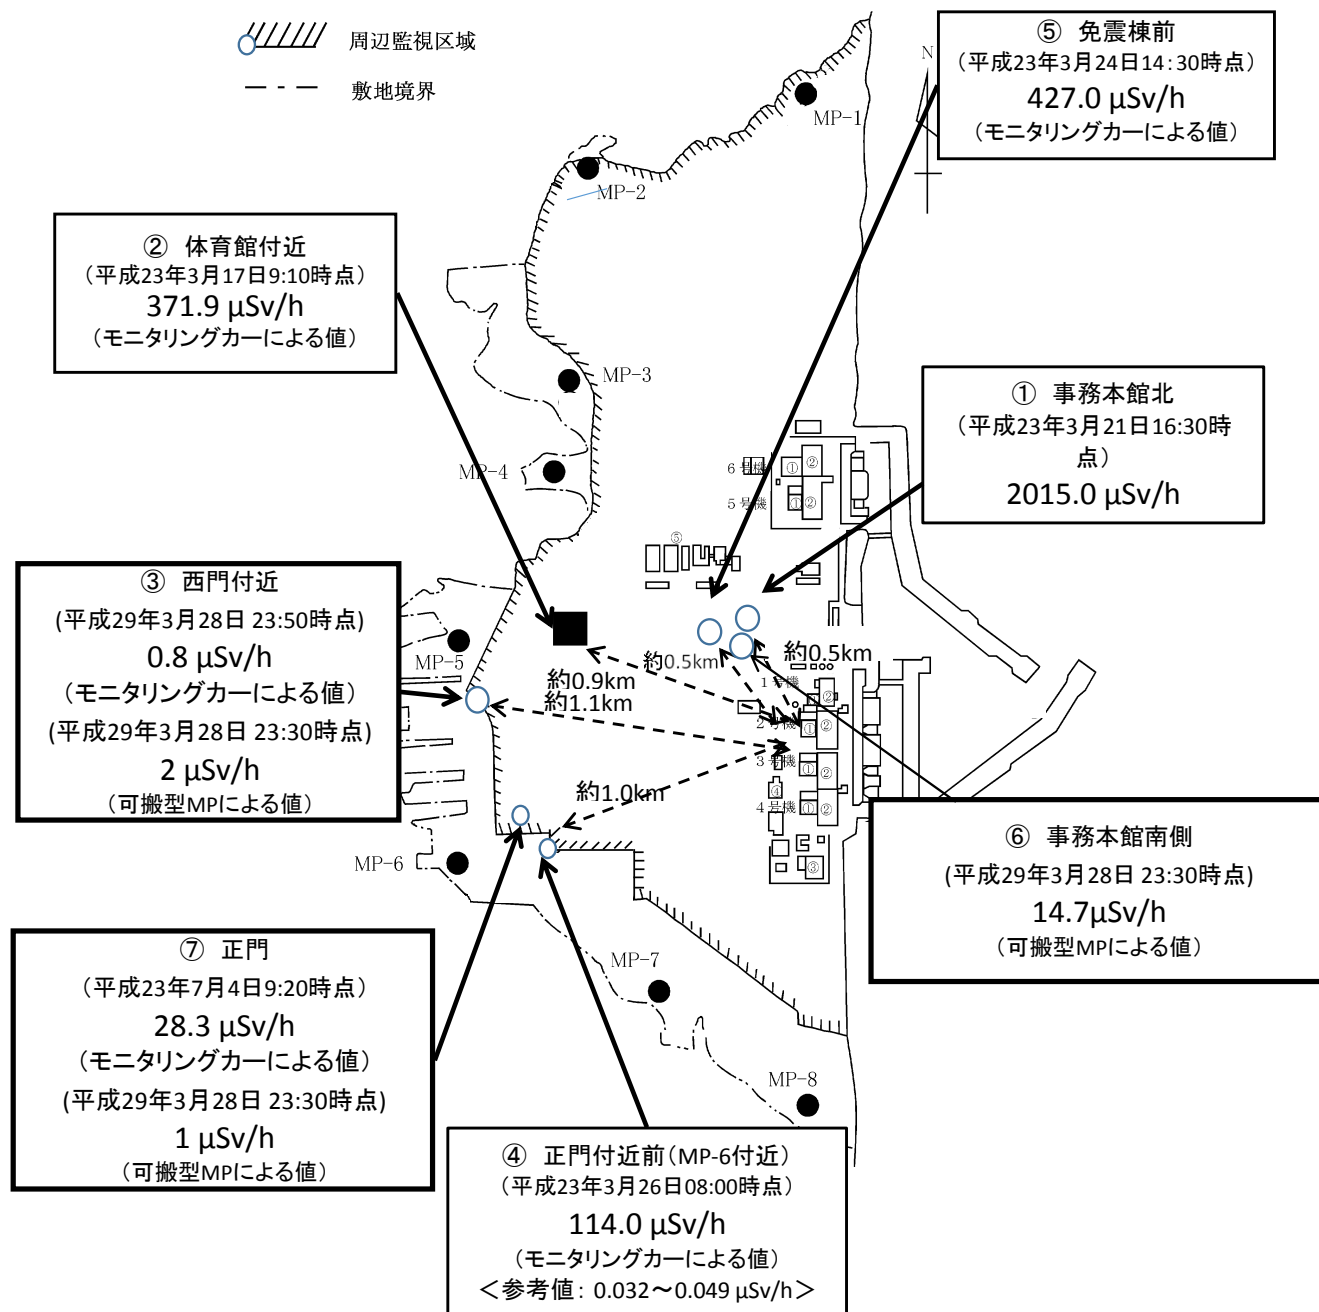 周辺監視区域
敷地境界
⑤ 免震棟前
（平成23年3月24日14：30時点）
427.0 μSv/h
（モニタリングカーによる値）
N
MP-1
MP-2
② 体育館付近
（平成23年3月17日9:10時点）
371.9 μSv/h
（モニタリングカーによる値）
MP-3
① 事務本館北
（平成23年3月21日16:30時
点）
2015.0 μSv/h
MP-4
6号機
①
②
5号機
①
②
⑤
③ 西門付近
(平成29年3月28日 23:50時点)
0.8 μSv/h
（モニタリングカーによる値）
(平成29年3月28日 23:30時点)
2 μSv/h
（可搬型MPによる値）
MP-5
約0.5km
約0.5km
約0.9km
約1.1km
1号機
②
2号機
①
②
3号機
①
②
約1.0km
④
4号機
①
②
③
MP-6
⑥ 事務本館南側
(平成29年3月28日 23:30時点)
14.7μSv/h
（可搬型MPによる値）
⑦ 正門
（平成23年7月4日9:20時点）
28.3 μSv/h
（モニタリングカーによる値）
(平成29年3月28日 23:30時点)
1 μSv/h
（可搬型MPによる値）
MP-7
MP-8
④ 正門付近前（MP-6付近）
（平成23年3月26日08:00時点）
114.0 μSv/h
（モニタリングカーによる値）
＜参考値： 0.032～0.049 μSv/h＞